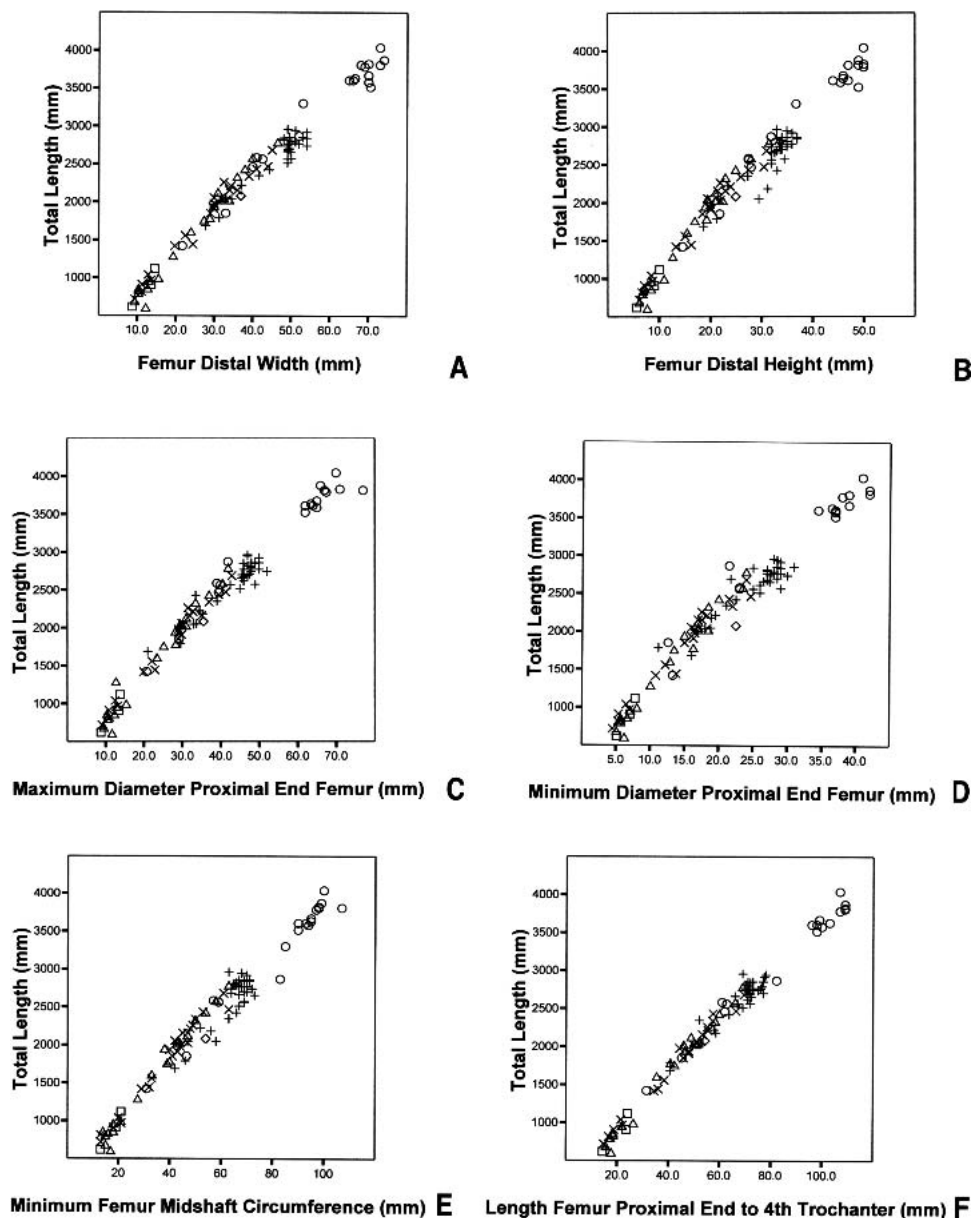 Total Length (mm)
4000
3500
3000
2500
2000
1500
1000
10.0 20.0 30.0 40.0 50.0 60.0 70.0
Femur Distal Width (mm) A
Total Length (mm)
4000
3500
3000
2500
2000
1500
1000
10.0 20.0 30.0 40.0 50.0
Femur Distal Height (mm) B
Total Length (mm)
4000
3500
3000
2500
2000
1500
1000
10.0 20.0 30.0 40.0 50.0 60.0 70.0
Maximum Diameter Proximal End Femur (mm) C
Total Length (mm)
4000
3500
3000
2500
2000
1500
1000
5.0 10.0 15.0 20.0 25.0 30.0 35.0 40.0
Minimum Diameter Proximal End Femur (mm) D
Total Length (mm)
4000
3500
3000
2500
2000
1500
1000
20 40 60 80 100
Minimum Femur Midshaft Circumference (mm) E
Total Length (mm)
4000
3500
3000
2500
2000
1500
1000
20.0 40.0 60.0 80.0 100.0
Length Femur Proximal End to 4th Trochanter (mm) F